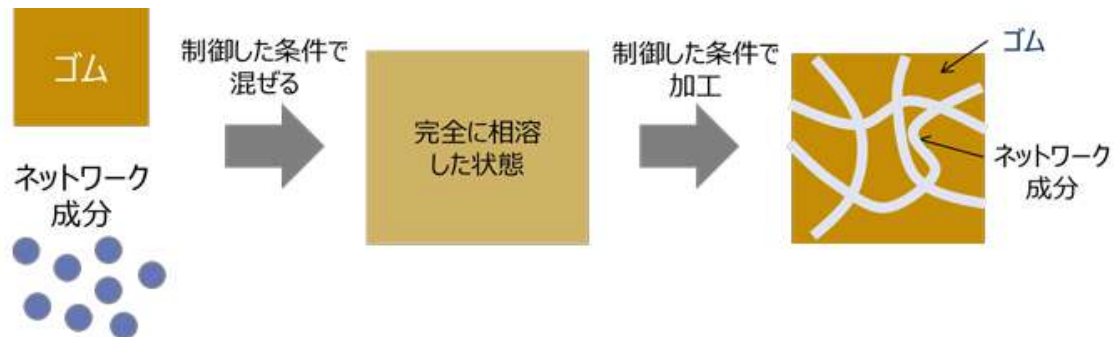 ゴム
ネットワーク
成分
制御した条件で
混ぜる
完全に相溶
した状態
制御した条件で
加工
ゴム
ネットワーク
成分